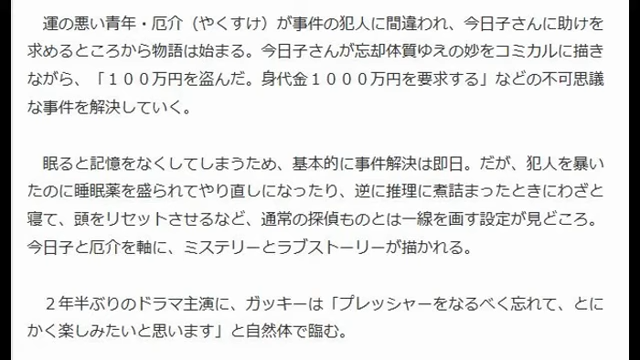 運の悪い青年・厄介（やくすけ）が事件の犯人に間違われ、今日子さんに助けを
求めるところから物語は始まる。今日子さんが忘却体質ゆえの妙をコミカルに描き
ながら、「１００万円を盗んだ。身代金１０００万円を要求する」などの不可思議
な事件を解決していく。
眠ると記憶をなくしてしまうため、基本的に事件解決は即日。だが、犯人を暴い
たのに睡眠薬を盛られてやり直しになったり、逆に推理に煮詰まったときにわざと
寝て、頭をリセットさせるなど、通常の探偵ものとは一線を画す設定が見どころ。
今日子と厄介を軸に、ミステリーとラブストーリーが描かれる。
２年半ぶりのドラマ主演に、ガッキーは「プレッシャーをなるべく忘れて、とに
かく楽しみたいと思います」と自然体で臨む。